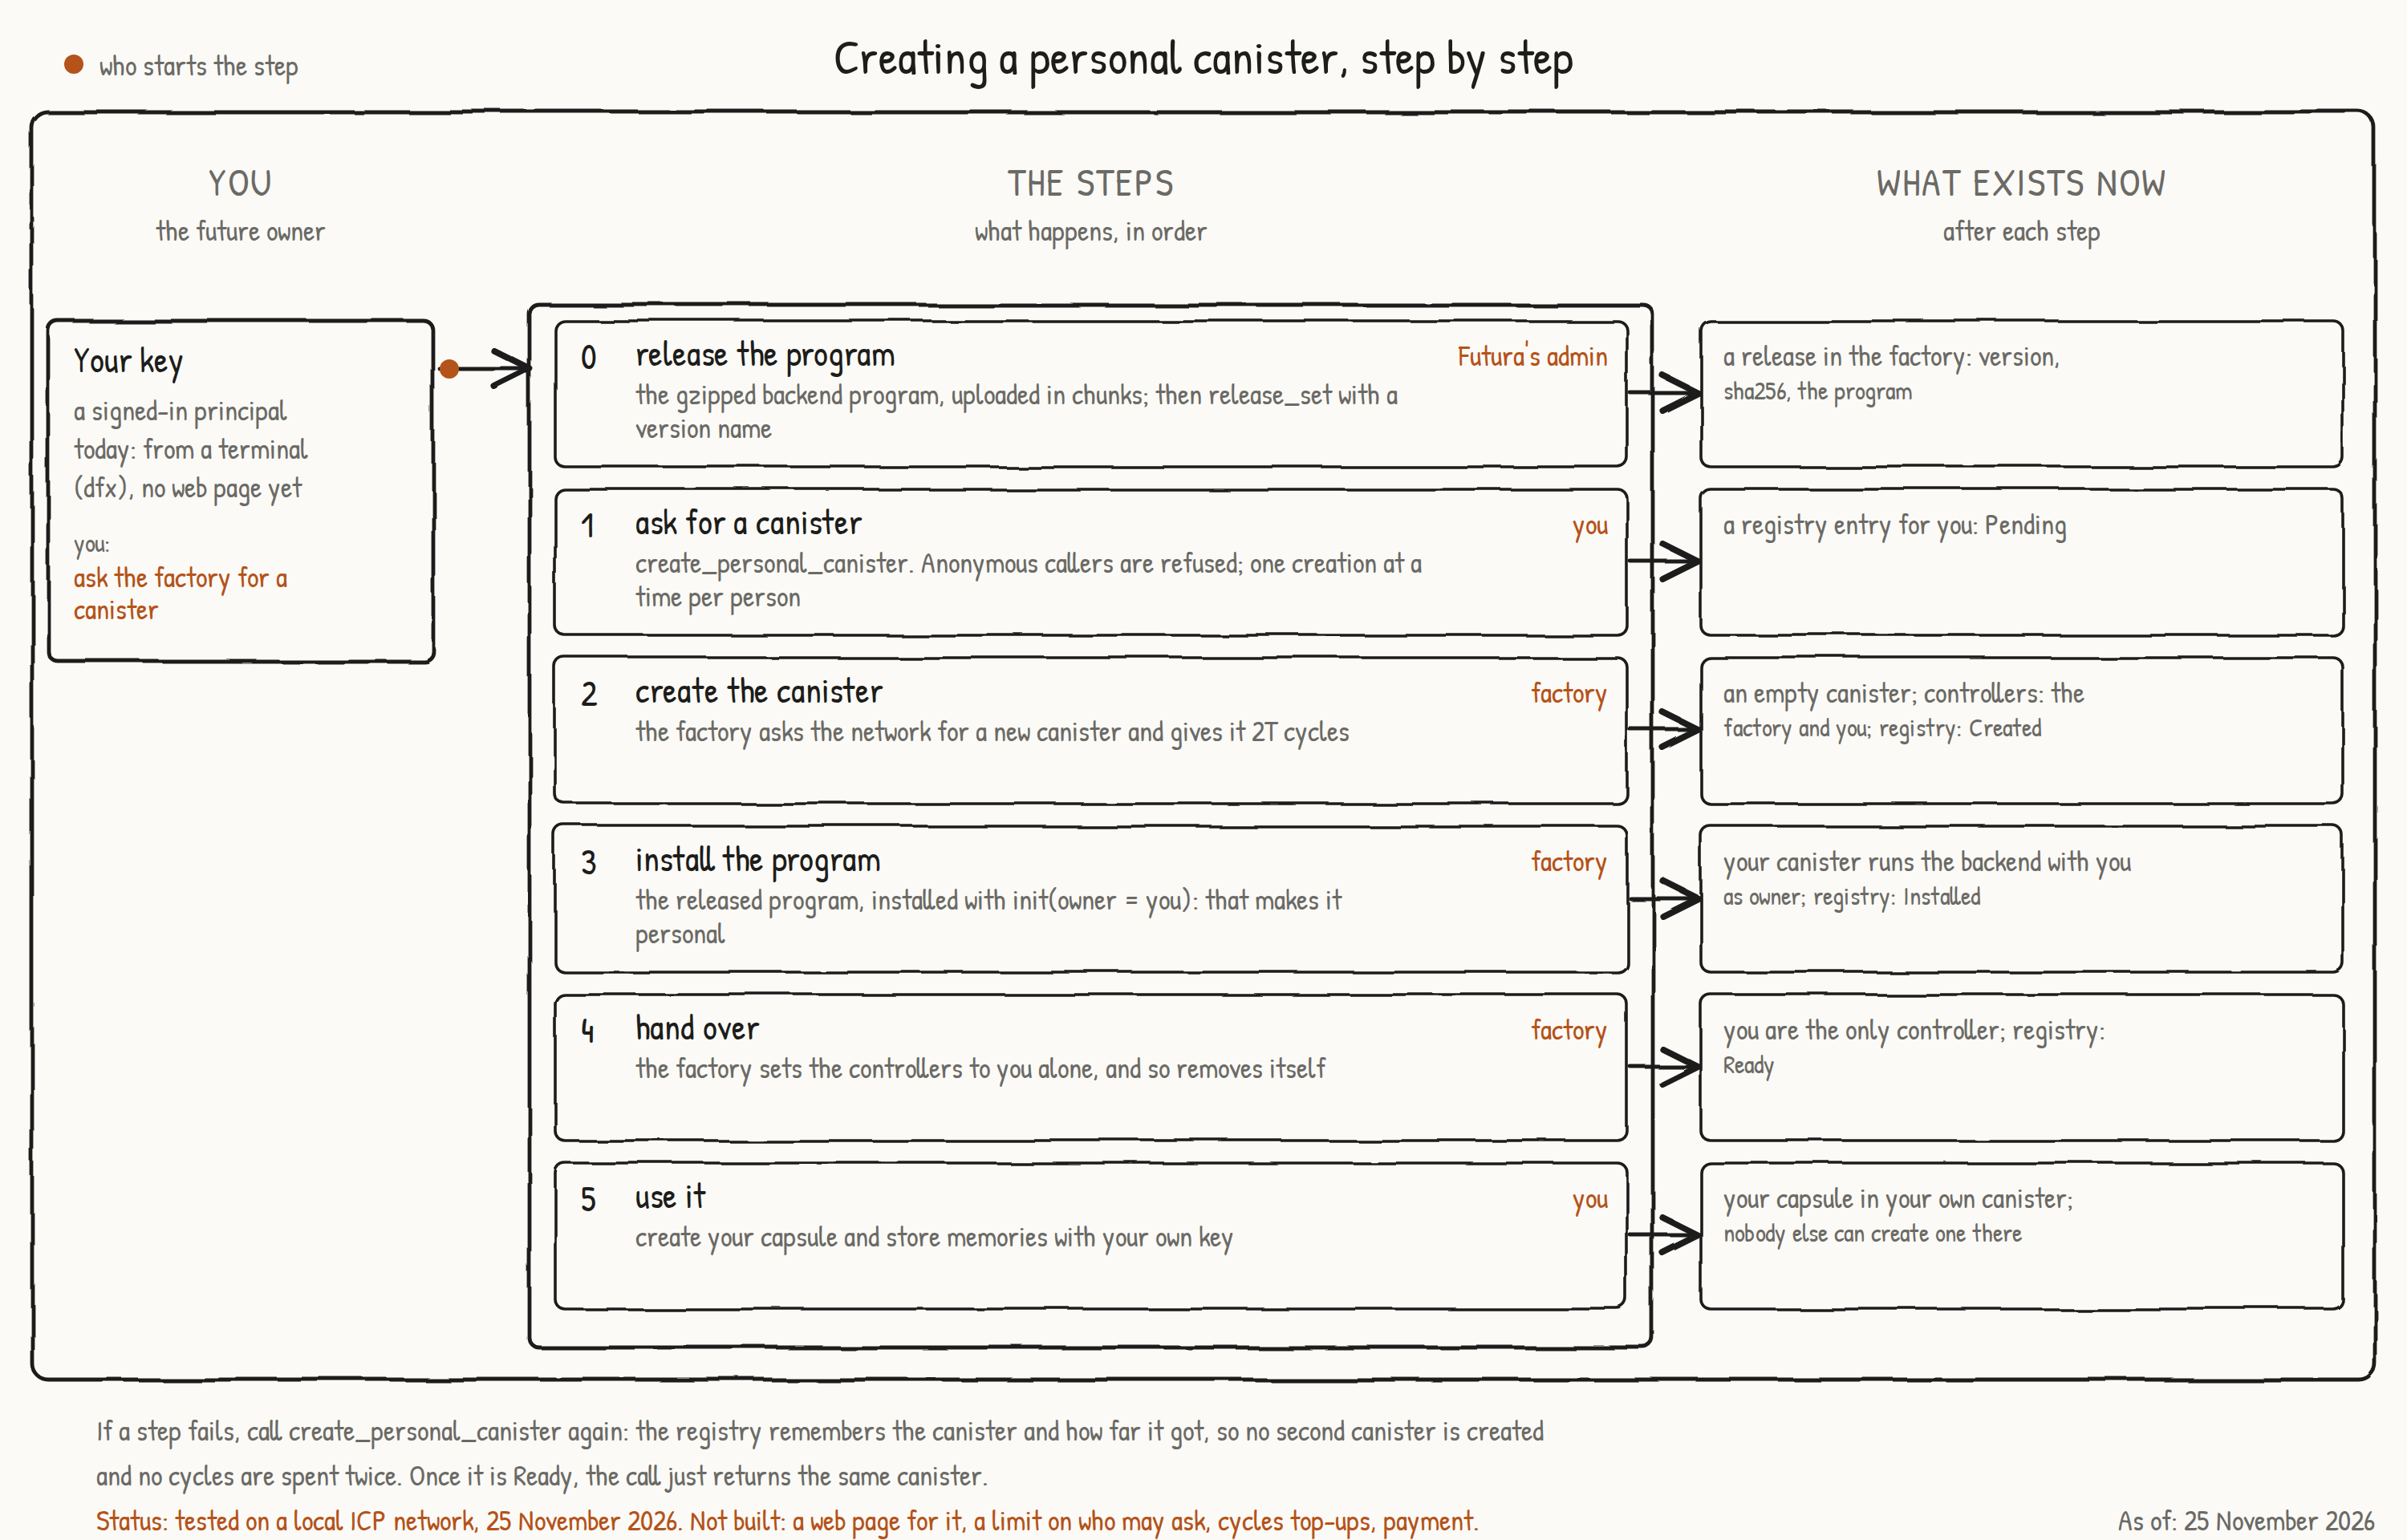 who starts the step
Creating a personal canister, step by step
YOU
the future owner
THE STEPS
what happens, in order
WHAT EXISTS NOW
after each step
Your key
a signed-in principal
today: from a terminal
(dfx), no web page yet
you:
ask the factory for a
canister
0 release the program Futura's admin
the gzipped backend program, uploaded in chunks; then release_set with a
version name
a release in the factory: version,
sha256, the program
1 ask for a canister you
create_personal_canister. Anonymous callers are refused; one creation at a
time per person
a registry entry for you: Pending
2 create the canister factory
the factory asks the network for a new canister and gives it 2T cycles
an empty canister; controllers: the
factory and you; registry: Created
3 install the program factory
the released program, installed with init(owner = you): that makes it
personal
your canister runs the backend with you
as owner; registry: Installed
4 hand over factory
the factory sets the controllers to you alone, and so removes itself
you are the only controller; registry:
Ready
5 use it you
create your capsule and store memories with your own key
your capsule in your own canister;
nobody else can create one there
If a step fails, call create_personal_canister again: the registry remembers the canister and how far it got, so no second canister is created
and no cycles are spent twice. Once it is Ready, the call just returns the same canister.
Status: tested on a local ICP network, 25 November 2026. Not built: a web page for it, a limit on who may ask, cycles top-ups, payment.
As of: 25 November 2026